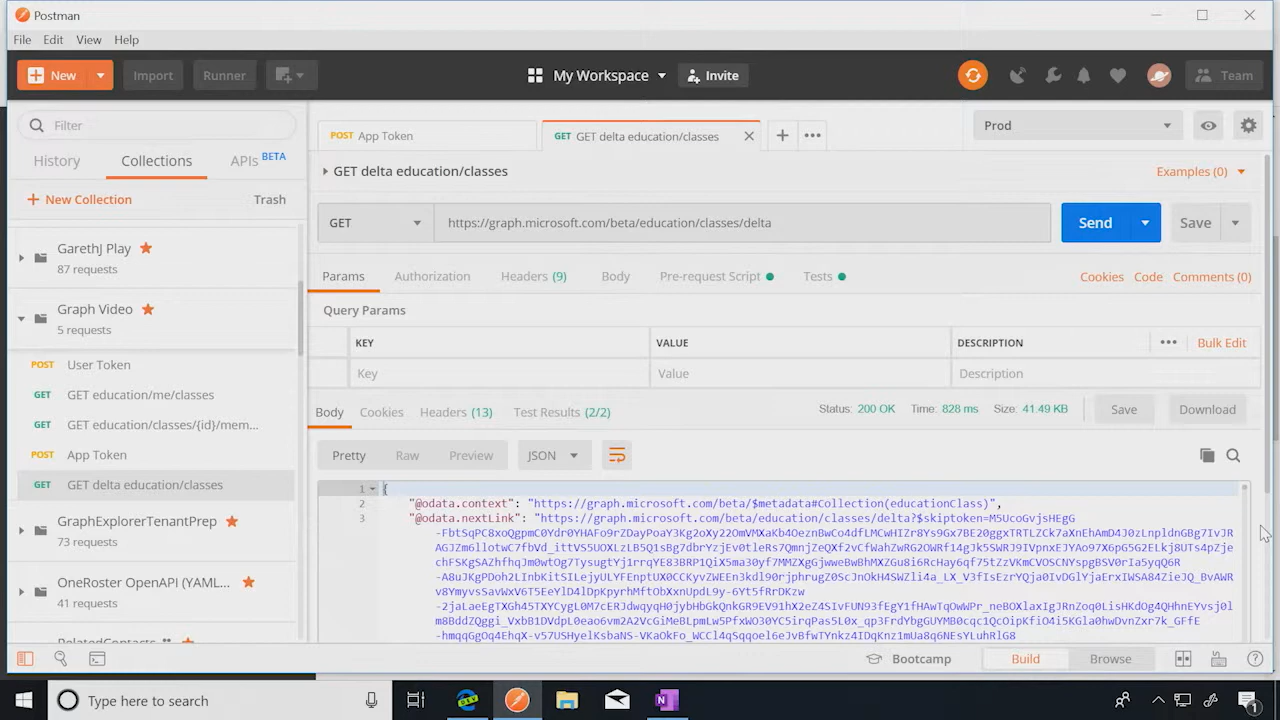 Postman
File Edit View Help
New Import Runner My Workspace Invite Team
Filter
History Collections APIs BETA
New Collection Trash
GarethJ Play
87 requests
Graph Video
5 requests
POST User Token
GET GET education/me/classes
GET GET education/classes/{id}/mem...
POST App Token
GET GET delta education/classes
GraphExplorerTenantPrep
73 requests
OneRoster OpenAPI (YAML...
41 requests
RelatedContacts
POST App Token GET GET delta education/classes
Prod
GET delta education/classes Examples (0)
GET https://graph.microsoft.com/beta/education/classes/delta Send Save
Params Authorization Headers (9) Body Pre-request Script Tests Cookies Code Comments (0)
Query Params
KEY VALUE DESCRIPTION Bulk Edit
Key Value Description
Body Cookies Headers (13) Test Results (2/2) Status: 200 OK Time: 828 ms Size: 41.49 KB Save Download
Pretty Raw Preview JSON
1 {
2 "@odata.context": "https://graph.microsoft.com/beta/$metadata#Collection(educationClass)",
3 "@odata.nextLink": "https://graph.microsoft.com/beta/education/classes/delta?$skiptoken=M5UcoGvjsHEgG
Bootcamp Build Browse
Type here to search
1